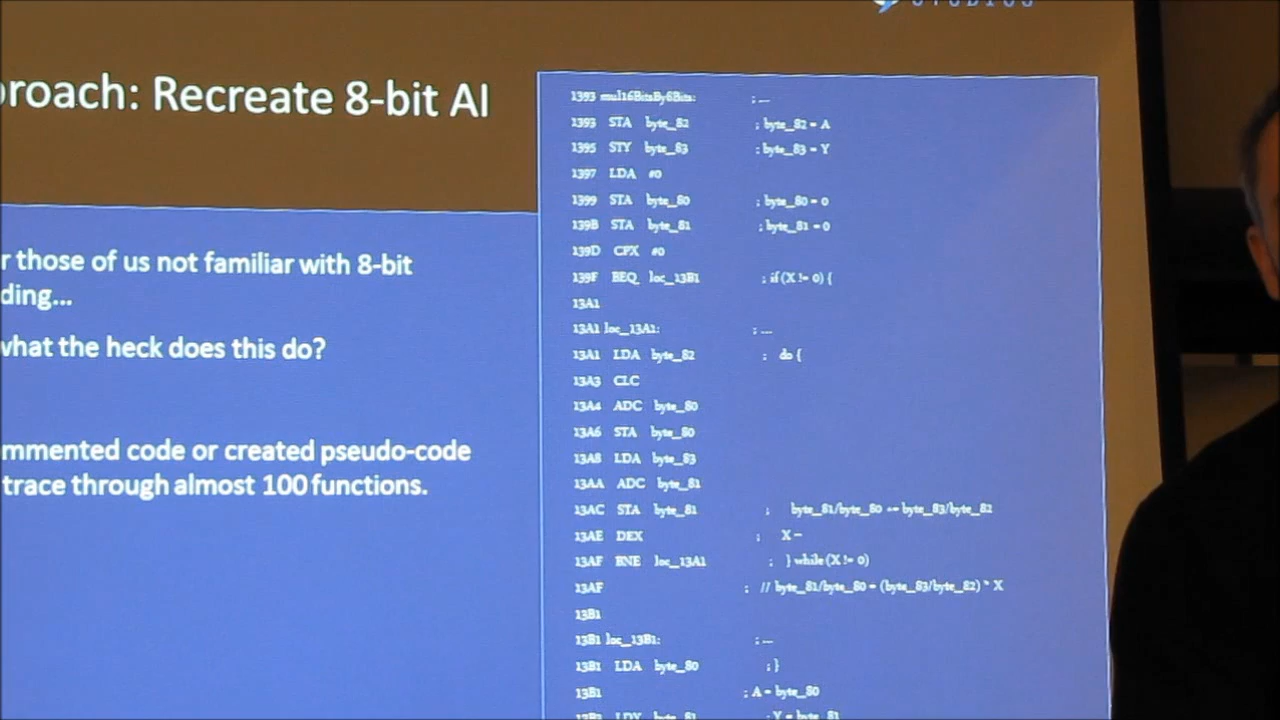 STUDIOS
proach: Recreate 8-bit AI
r those of us not familiar with 8-bit
ding...
what the heck does this do?
mmented code or created pseudo-code
trace through almost 100 functions.
1393 mul16BitsBy8Bits: ; ...
1393 STA byte_82 ; byte_82 = A
1395 STY byte_83 ; byte_83 = Y
1397 LDA #0
1399 STA byte_80 ; byte_80 = 0
139B STA byte_81 ; byte_81 = 0
139D CPX #0
139F BEQ loc_13B1 ; if (X != 0) {
13A1
13A1 loc_13A1: ; ...
13A1 LDA byte_82 ; do {
13A3 CLC
13A4 ADC byte_80
13A6 STA byte_80
13A8 LDA byte_83
13AA ADC byte_81
13AC STA byte_81 ; byte_81/byte_80 += byte_83/byte_82
13AE DEX ; X--
13AF BNE loc_13A1 ; } while (X != 0)
13AF ; // byte_81/byte_80 = (byte_83/byte_82) * X
13B1
13B1 loc_13B1: ; ...
13B1 LDA byte_80 ; }
13B1 ; A = byte_80
13B3 LDY byte_81 ; Y = byte_81